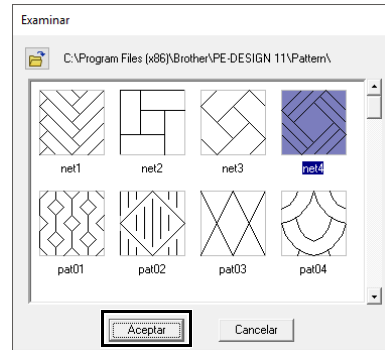 Examinar
C:\Program Files (x86)\Brother\PE-DESIGN 11\Pattern\
net1 net2 net3 net4
pat01 pat02 pat03 pat04
Aceptar Cancelar